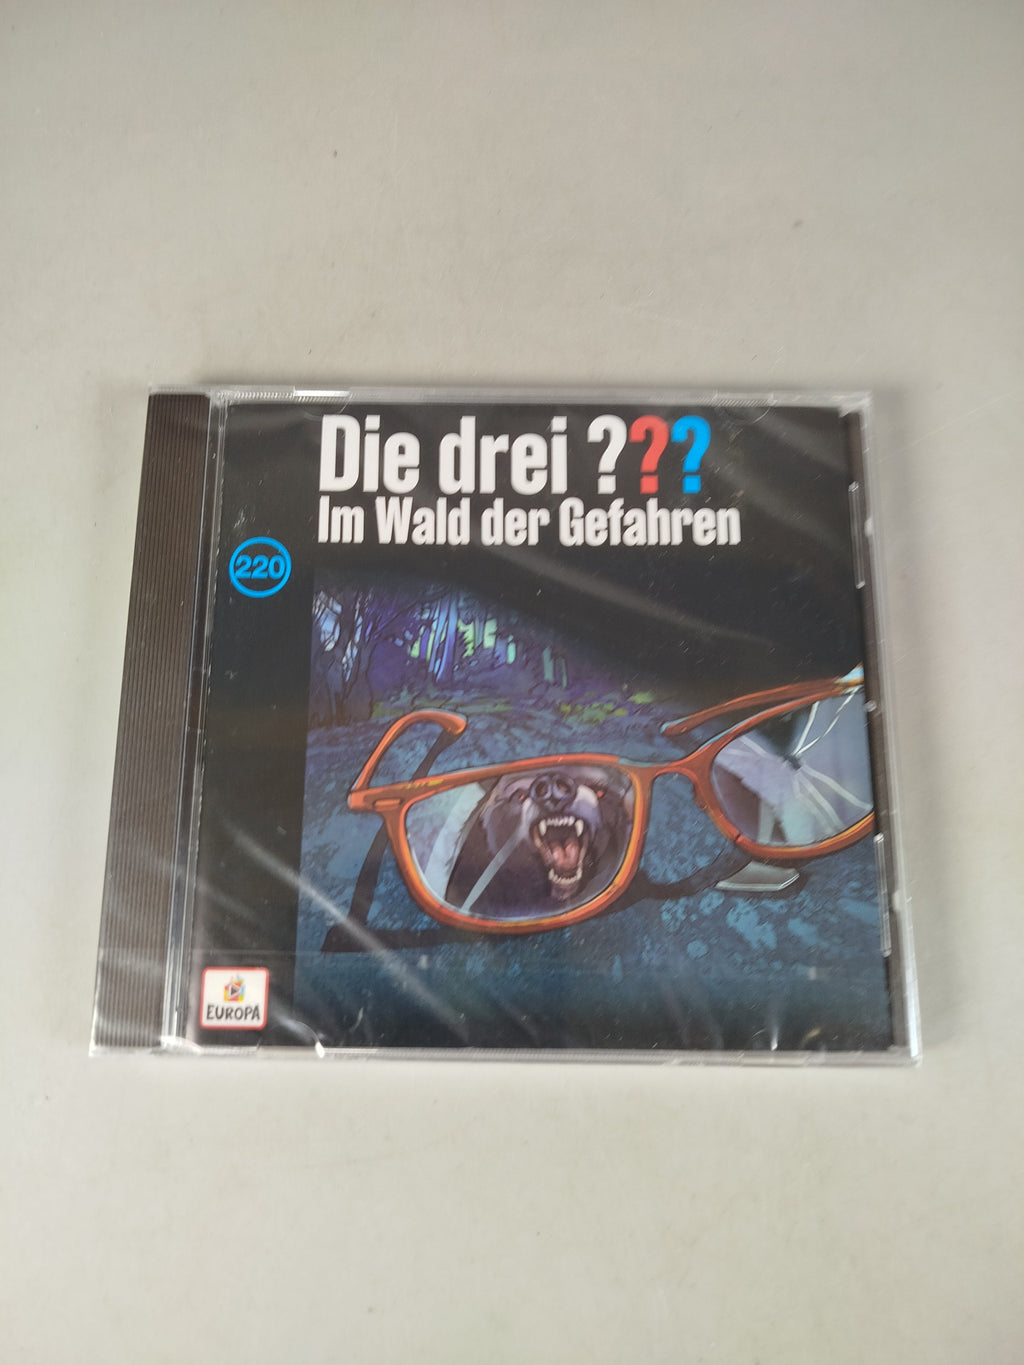 Die drei ???
Im Wald der Gefahren
220
EUROPA